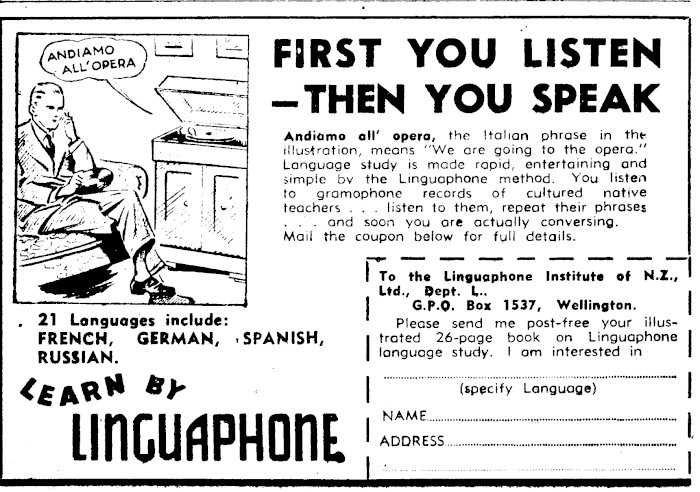 ANDIAMO
ALL'OPERA
FIRST YOU LISTEN
—THEN YOU SPEAK
Andiamo all' opera, the Italian phrase in the
illustration, means "We are going to the opera."
Language study is made rapid, entertaining and
simple by the Linguaphone method. You listen
to gramophone records of cultured native
teachers . . . listen to them, repeat their phrases
. . . . and soon you are actually conversing.
Mail the coupon below for full details.
21 Languages include:
FRENCH, GERMAN, SPANISH,
RUSSIAN.
LEARN BY
LINGUAPHONE
To the Linguaphone Institute of N.Z.,
Ltd., Dept. L..
G.P.O. Box 1537, Wellington.
Please send me post-free your illus-
trated 26-page book on Linguaphone
language study. I am interested in
(specify Language)
NAME
ADDRESS